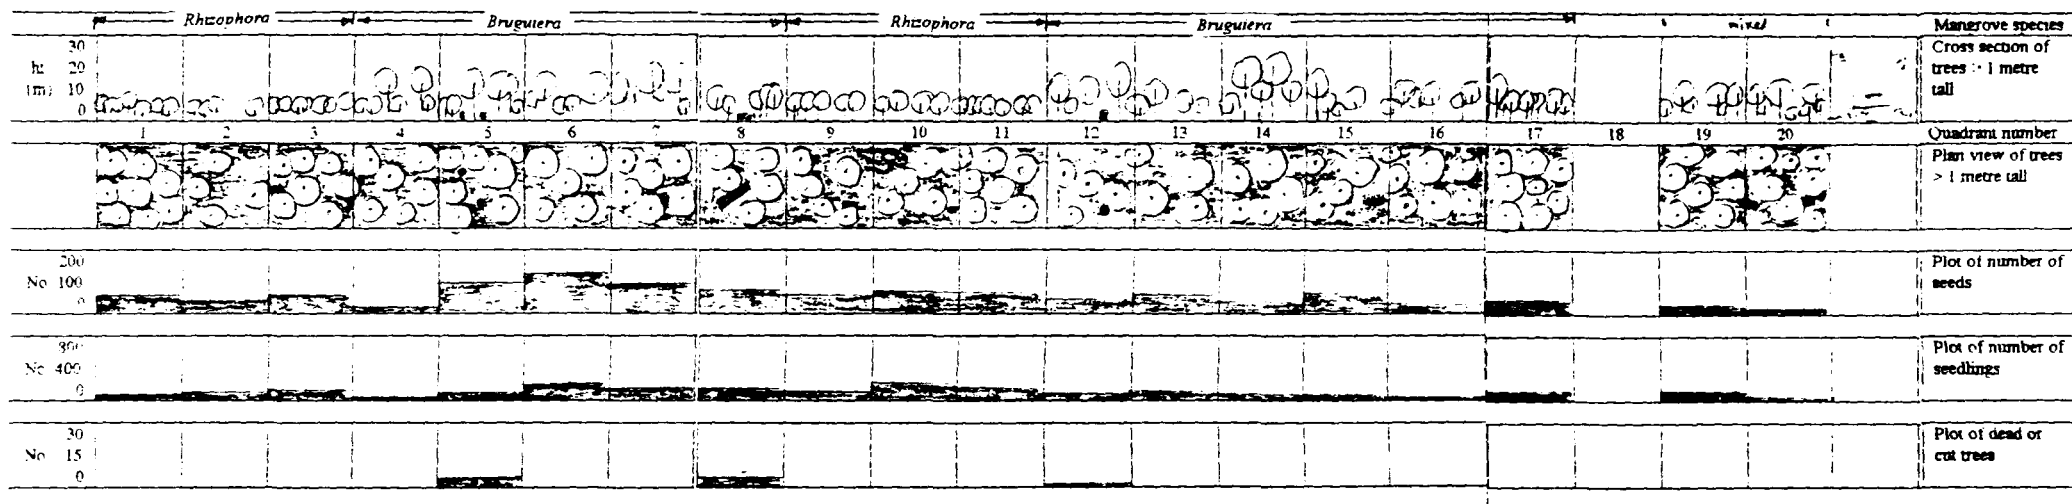 Rhizophora Bruguiera Rhizophora Bruguiera mixed Mangrove species
30
20
10
0
ht
(m)
Cross section of
trees > 1 metre
tall
1 2 3 4 5 6 7 8 9 10 11 12 13 14 15 16 17 18 19 20 Quadrant number
Plan view of trees
> 1 metre tall
200
No 100
0
Plot of number of
seeds
800
No 400
0
Plot of number of
seedlings
30
No 15
0
Plot of dead or
cut trees